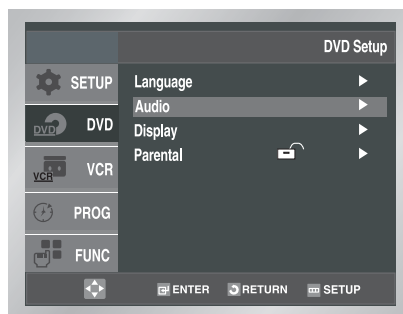 DVD Setup
SETUP
Language
Audio
DVD DVD
Display
Parental
VCR VCR
PROG
FUNC
ENTER RETURN SETUP